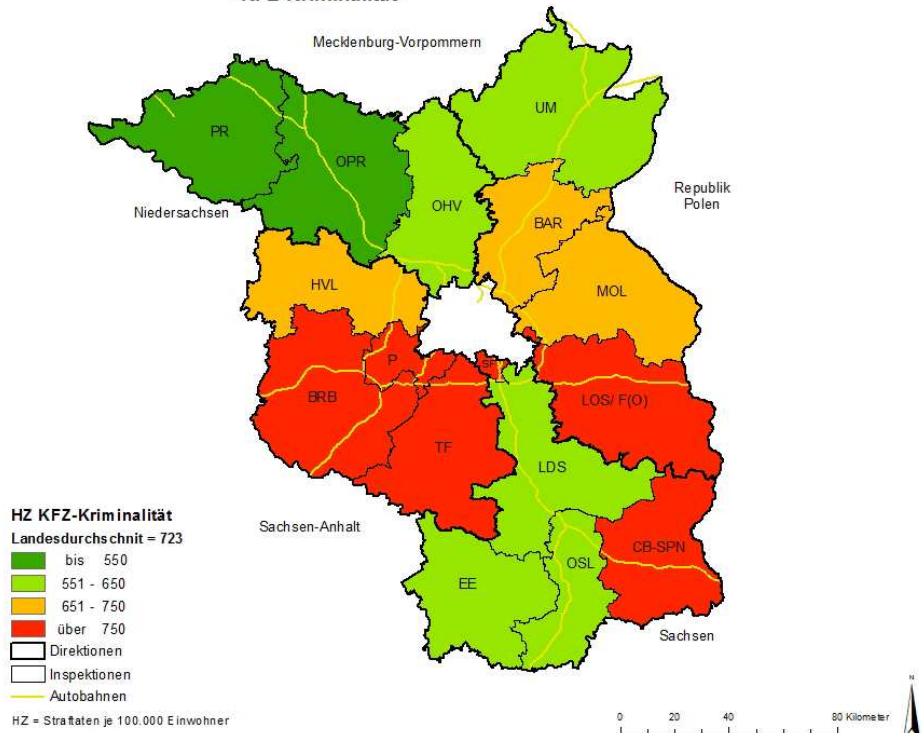 Mecklenburg-Vorpommern
UM
PR
OPR
Republik
Polen
Niedersachsen
OHV
BAR
HVL
MOL
P
SF
BRB
LOS/ F(O)
TF
LDS
HZ KFZ-Kriminalität
Landesdurchschnit = 723
bis 550
551 - 650
651 - 750
über 750
Direktionen
Inspektionen
Autobahnen
HZ = Straftaten je 100.000 Einwohner
Sachsen-Anhalt
CB-SPN
OSL
EE
Sachsen
N
0 20 40 80 Kilometer